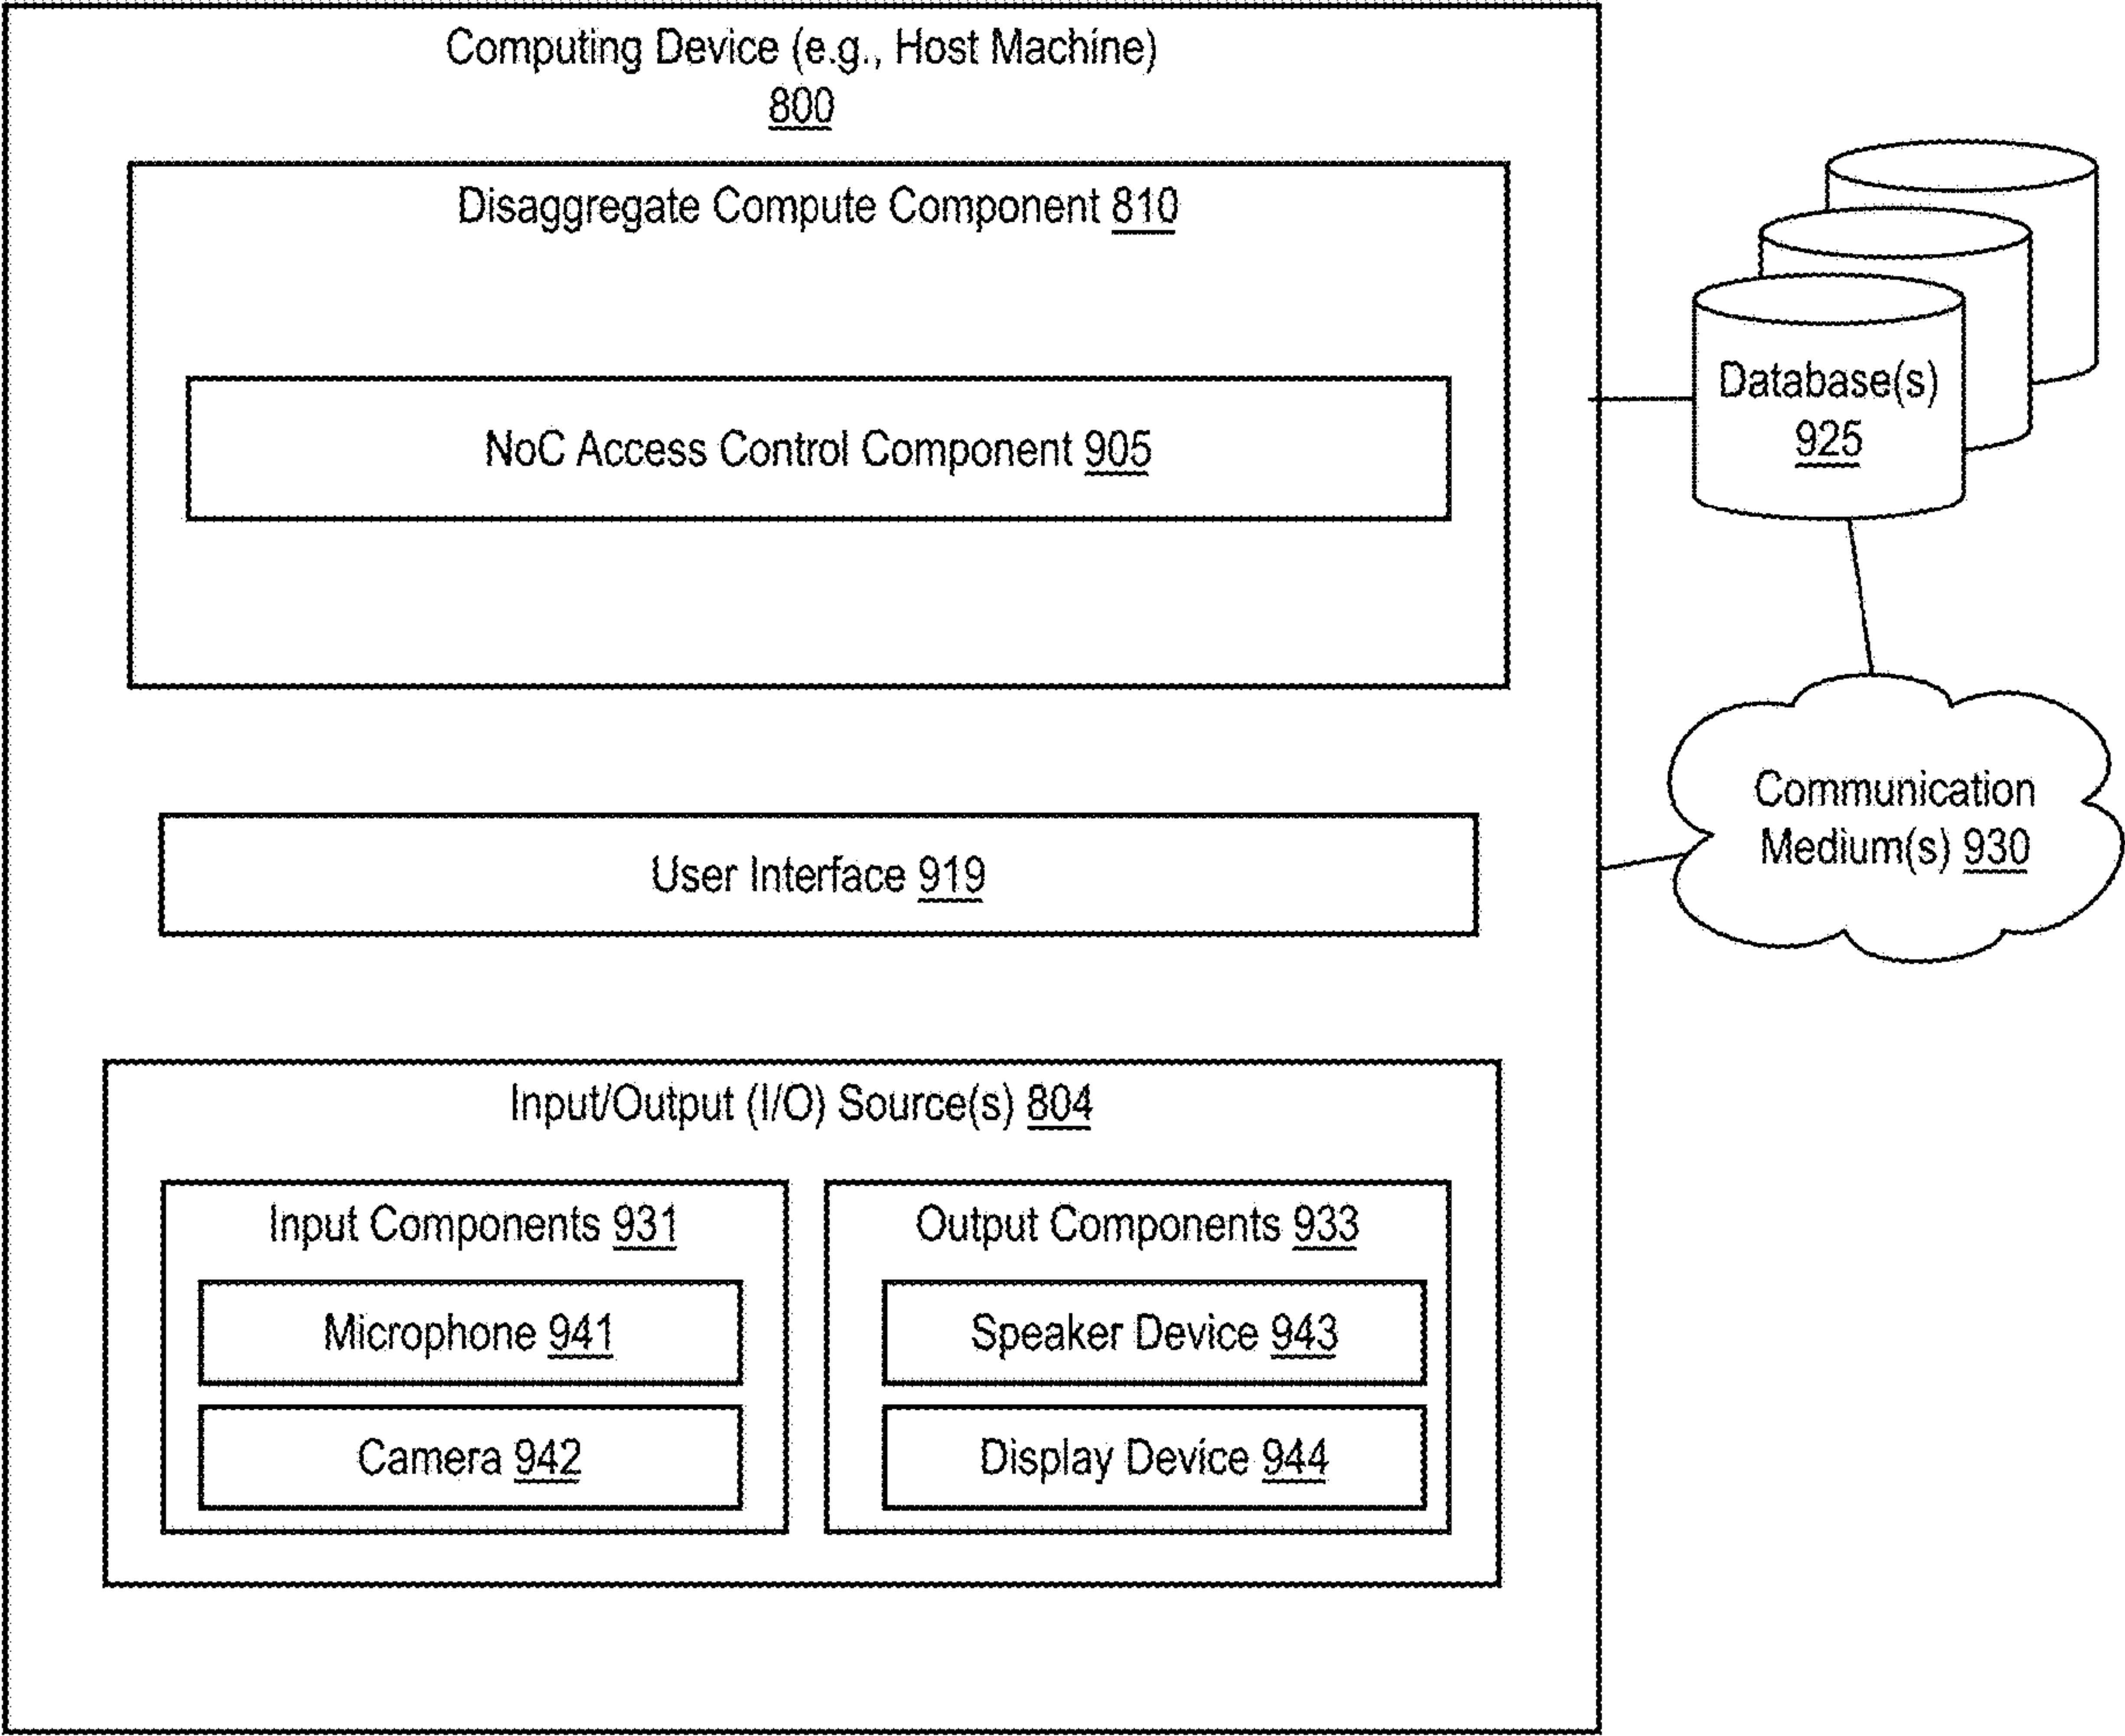 Computing Device (e.g., Host Machine)
800
Disaggregate Compute Component 810
NoC Access Control Component 905
Database(s)
925
Communication
Medium(s) 930
User Interface 919
Input/Output (I/O) Source(s) 804
Input Components 931
Microphone 941
Camera 942
Output Components 933
Speaker Device 943
Display Device 944